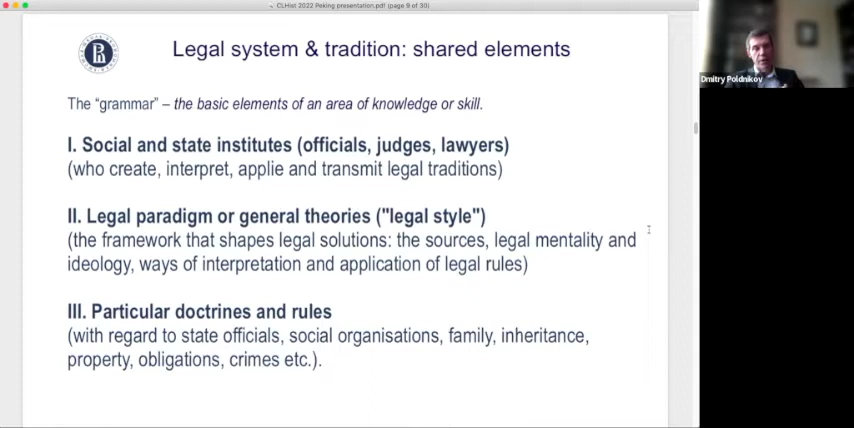 CLHist 2022 Peking presentation.pdf (page 9 of 30)
Legal system & tradition: shared elements
The “grammar” – the basic elements of an area of knowledge or skill.
I. Social and state institutes (officials, judges, lawyers)
(who create, interpret, applie and transmit legal traditions)
II. Legal paradigm or general theories ("legal style")
(the framework that shapes legal solutions: the sources, legal mentality and
ideology, ways of interpretation and application of legal rules)
III. Particular doctrines and rules
(with regard to state officials, social organisations, family, inheritance,
property, obligations, crimes etc.).
Dmitry Poldnikov